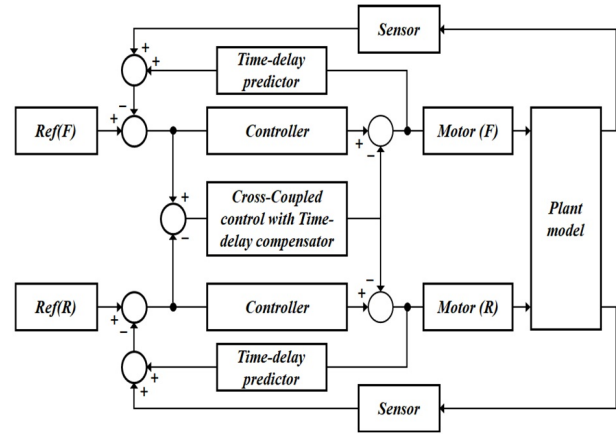 Sensor
+
+
Time-delay
predictor
−
Ref(F)
+
Controller
+
−
Motor (F)
+
−
Cross-Coupled
control with Time-
delay compensator
Plant
model
−
Ref(R)
+
−
Controller
+
Motor (R)
Time-delay
predictor
+
+
Sensor